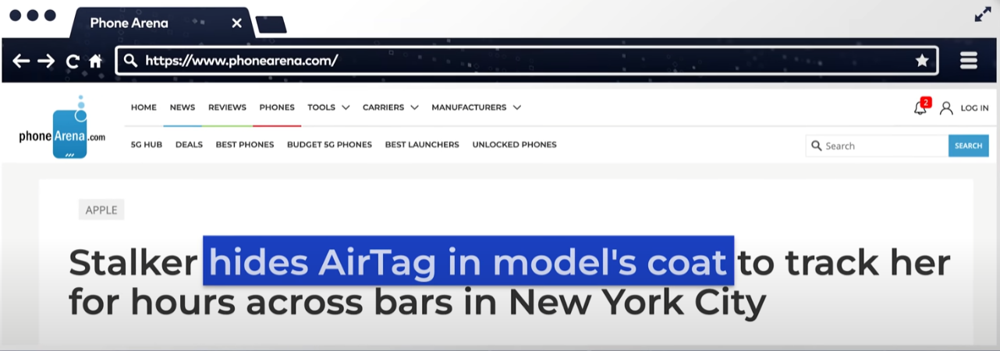 Phone Arena
https://www.phonearena.com/
HOME NEWS REVIEWS PHONES TOOLS CARRIERS MANUFACTURERS
2
LOG IN
phoneArena.com
5G HUB DEALS BEST PHONES BUDGET 5G PHONES BEST LAUNCHERS UNLOCKED PHONES
Search
SEARCH
APPLE
Stalker hides AirTag in model's coat to track her
for hours across bars in New York City